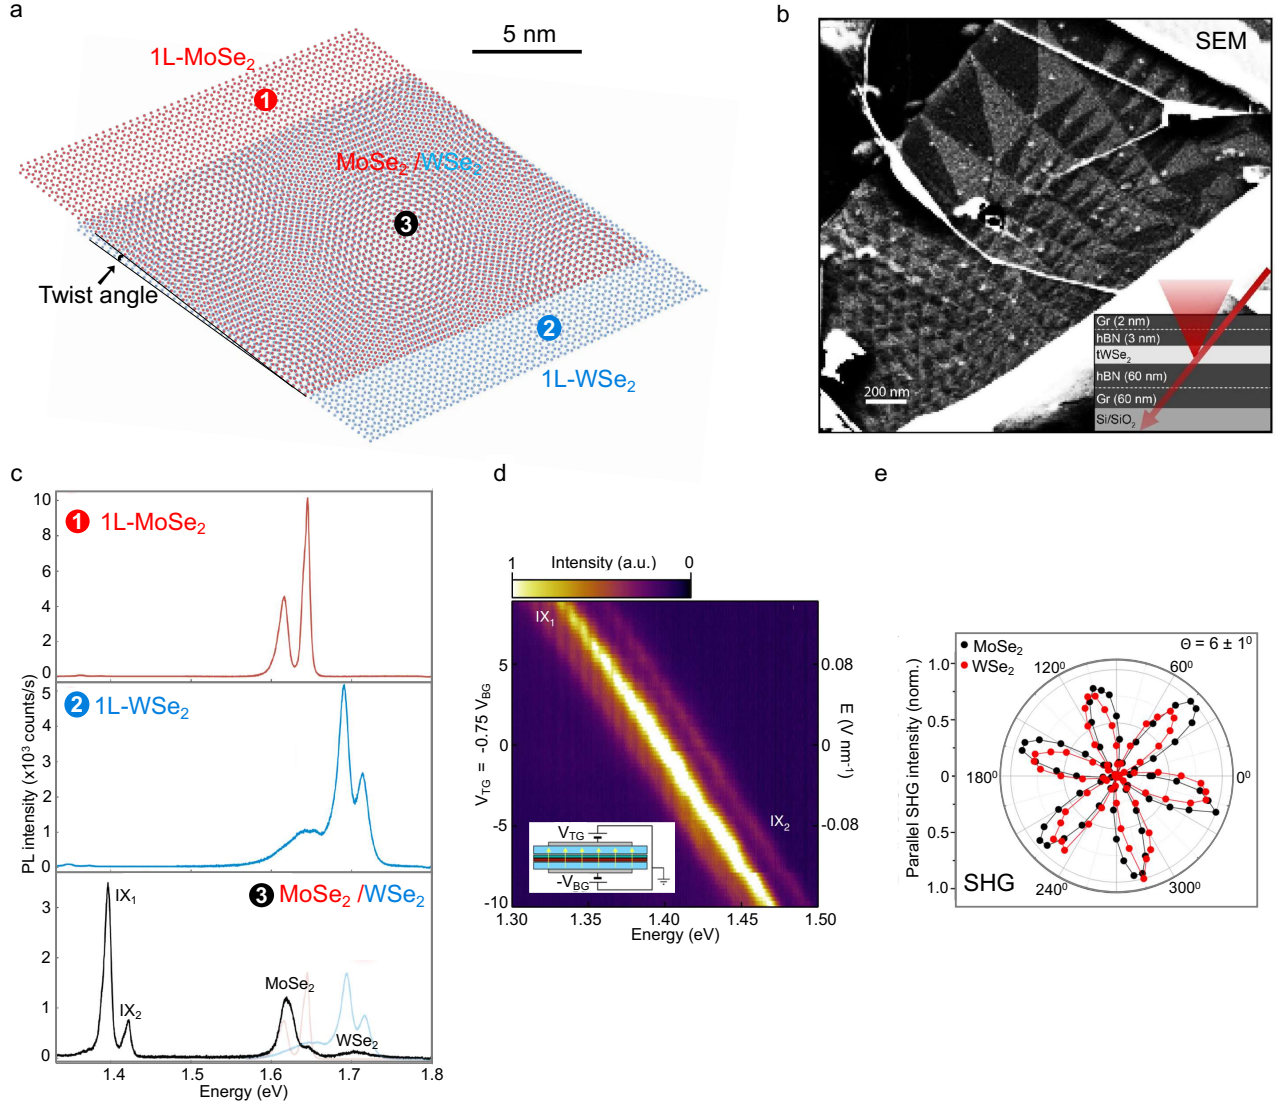 a
1L-MoSe₂
1
5 nm
MoSe₂ /WSe₂
3
Twist angle
2
1L-WSe₂
b
SEM
Gr (2 nm)
hBN (3 nm)
tWSe₂
hBN (60 nm)
Gr (60 nm)
Si/SiO₂
200 nm
c
PL intensity (x10³ counts/s)
10
8
6
4
2
0
1 1L-MoSe₂
5
4
3
2
1
0
2 1L-WSe₂
3
2
1
0
3 MoSe₂ /WSe₂
IX₁
IX₂
MoSe₂
WSe₂
1.4 1.5 1.6 1.7 1.8
Energy (eV)
d
1 Intensity (a.u.) 0
IX₁
IX₂
V_TG = -0.75 V_BG
5
0
-5
-10
0.08
0
-0.08
E (V nm⁻¹)
V_TG
-V_BG
1.30 1.35 1.40 1.45 1.50
Energy (eV)
e
MoSe₂
WSe₂
Θ = 6 ± 1⁰
Parallel SHG intensity (norm.)
1.0
0.5
0
0.5
1.0
120⁰
60⁰
180⁰
0⁰
240⁰
300⁰
SHG